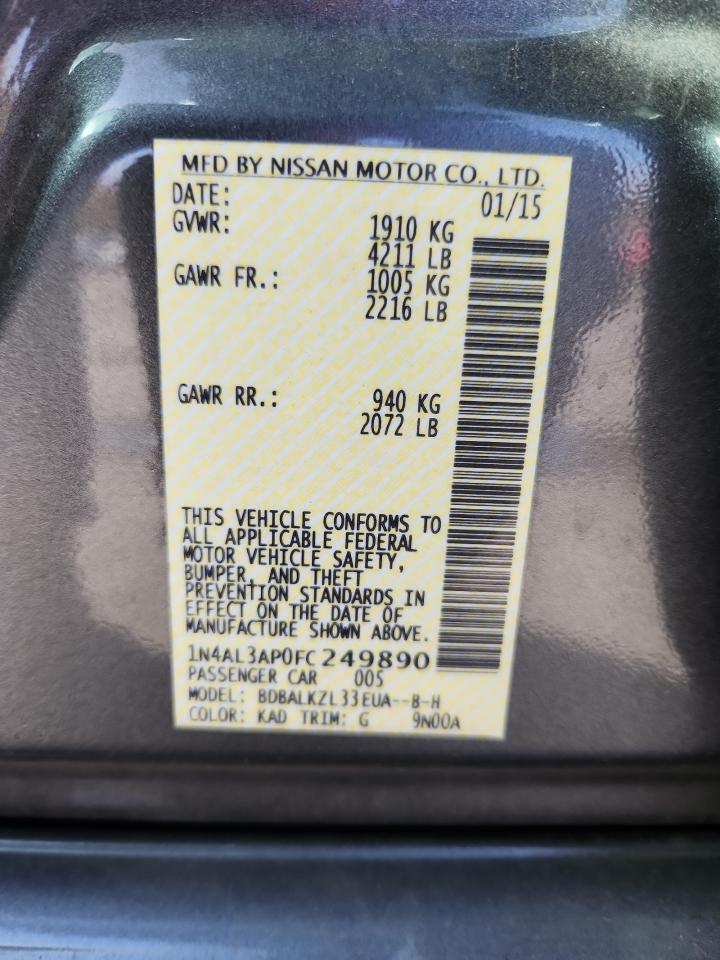 MFD BY NISSAN MOTOR CO., LTD.
DATE: 01/15
GVWR: 1910 KG
4211 LB
GAWR FR.: 1005 KG
2216 LB
GAWR RR.: 940 KG
2072 LB
THIS VEHICLE CONFORMS TO
ALL APPLICABLE FEDERAL
MOTOR VEHICLE SAFETY,
BUMPER, AND THEFT
PREVENTION STANDARDS IN
EFFECT ON THE DATE OF
MANUFACTURE SHOWN ABOVE.
1N4AL3AP0FC249890
PASSENGER CAR 005
MODEL: BDBALKZL33EUA--B-H
COLOR: KAD TRIM: G 9N00A